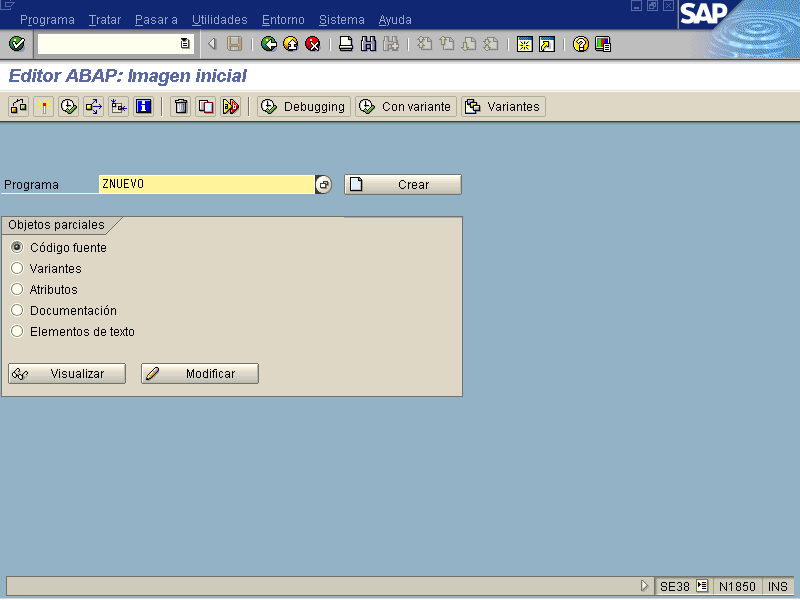 Programa Tratar Pasar a Utilidades Entorno Sistema Ayuda
SAP
Editor ABAP: Imagen inicial
Debugging Con variante Variantes
Programa ZNUEVO Crear
Objetos parciales
Código fuente
Variantes
Atributos
Documentación
Elementos de texto
Visualizar Modificar
SE38 N1850 INS